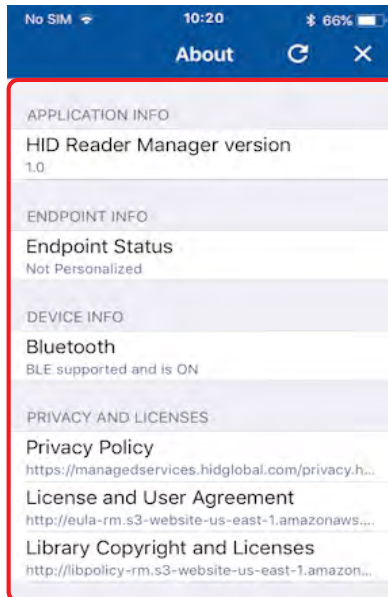 No SIM 10:20 66%
About
APPLICATION INFO
HID Reader Manager version
1.0
ENDPOINT INFO
Endpoint Status
Not Personalized
DEVICE INFO
Bluetooth
BLE supported and is ON
PRIVACY AND LICENSES
Privacy Policy
https://managedservices.hidglobal.com/privacy.h...
License and User Agreement
http://eula-rm.s3-website-us-east-1.amazonaws....
Library Copyright and Licenses
http://libpolicy-rm.s3-website-us-east-1.amazon...